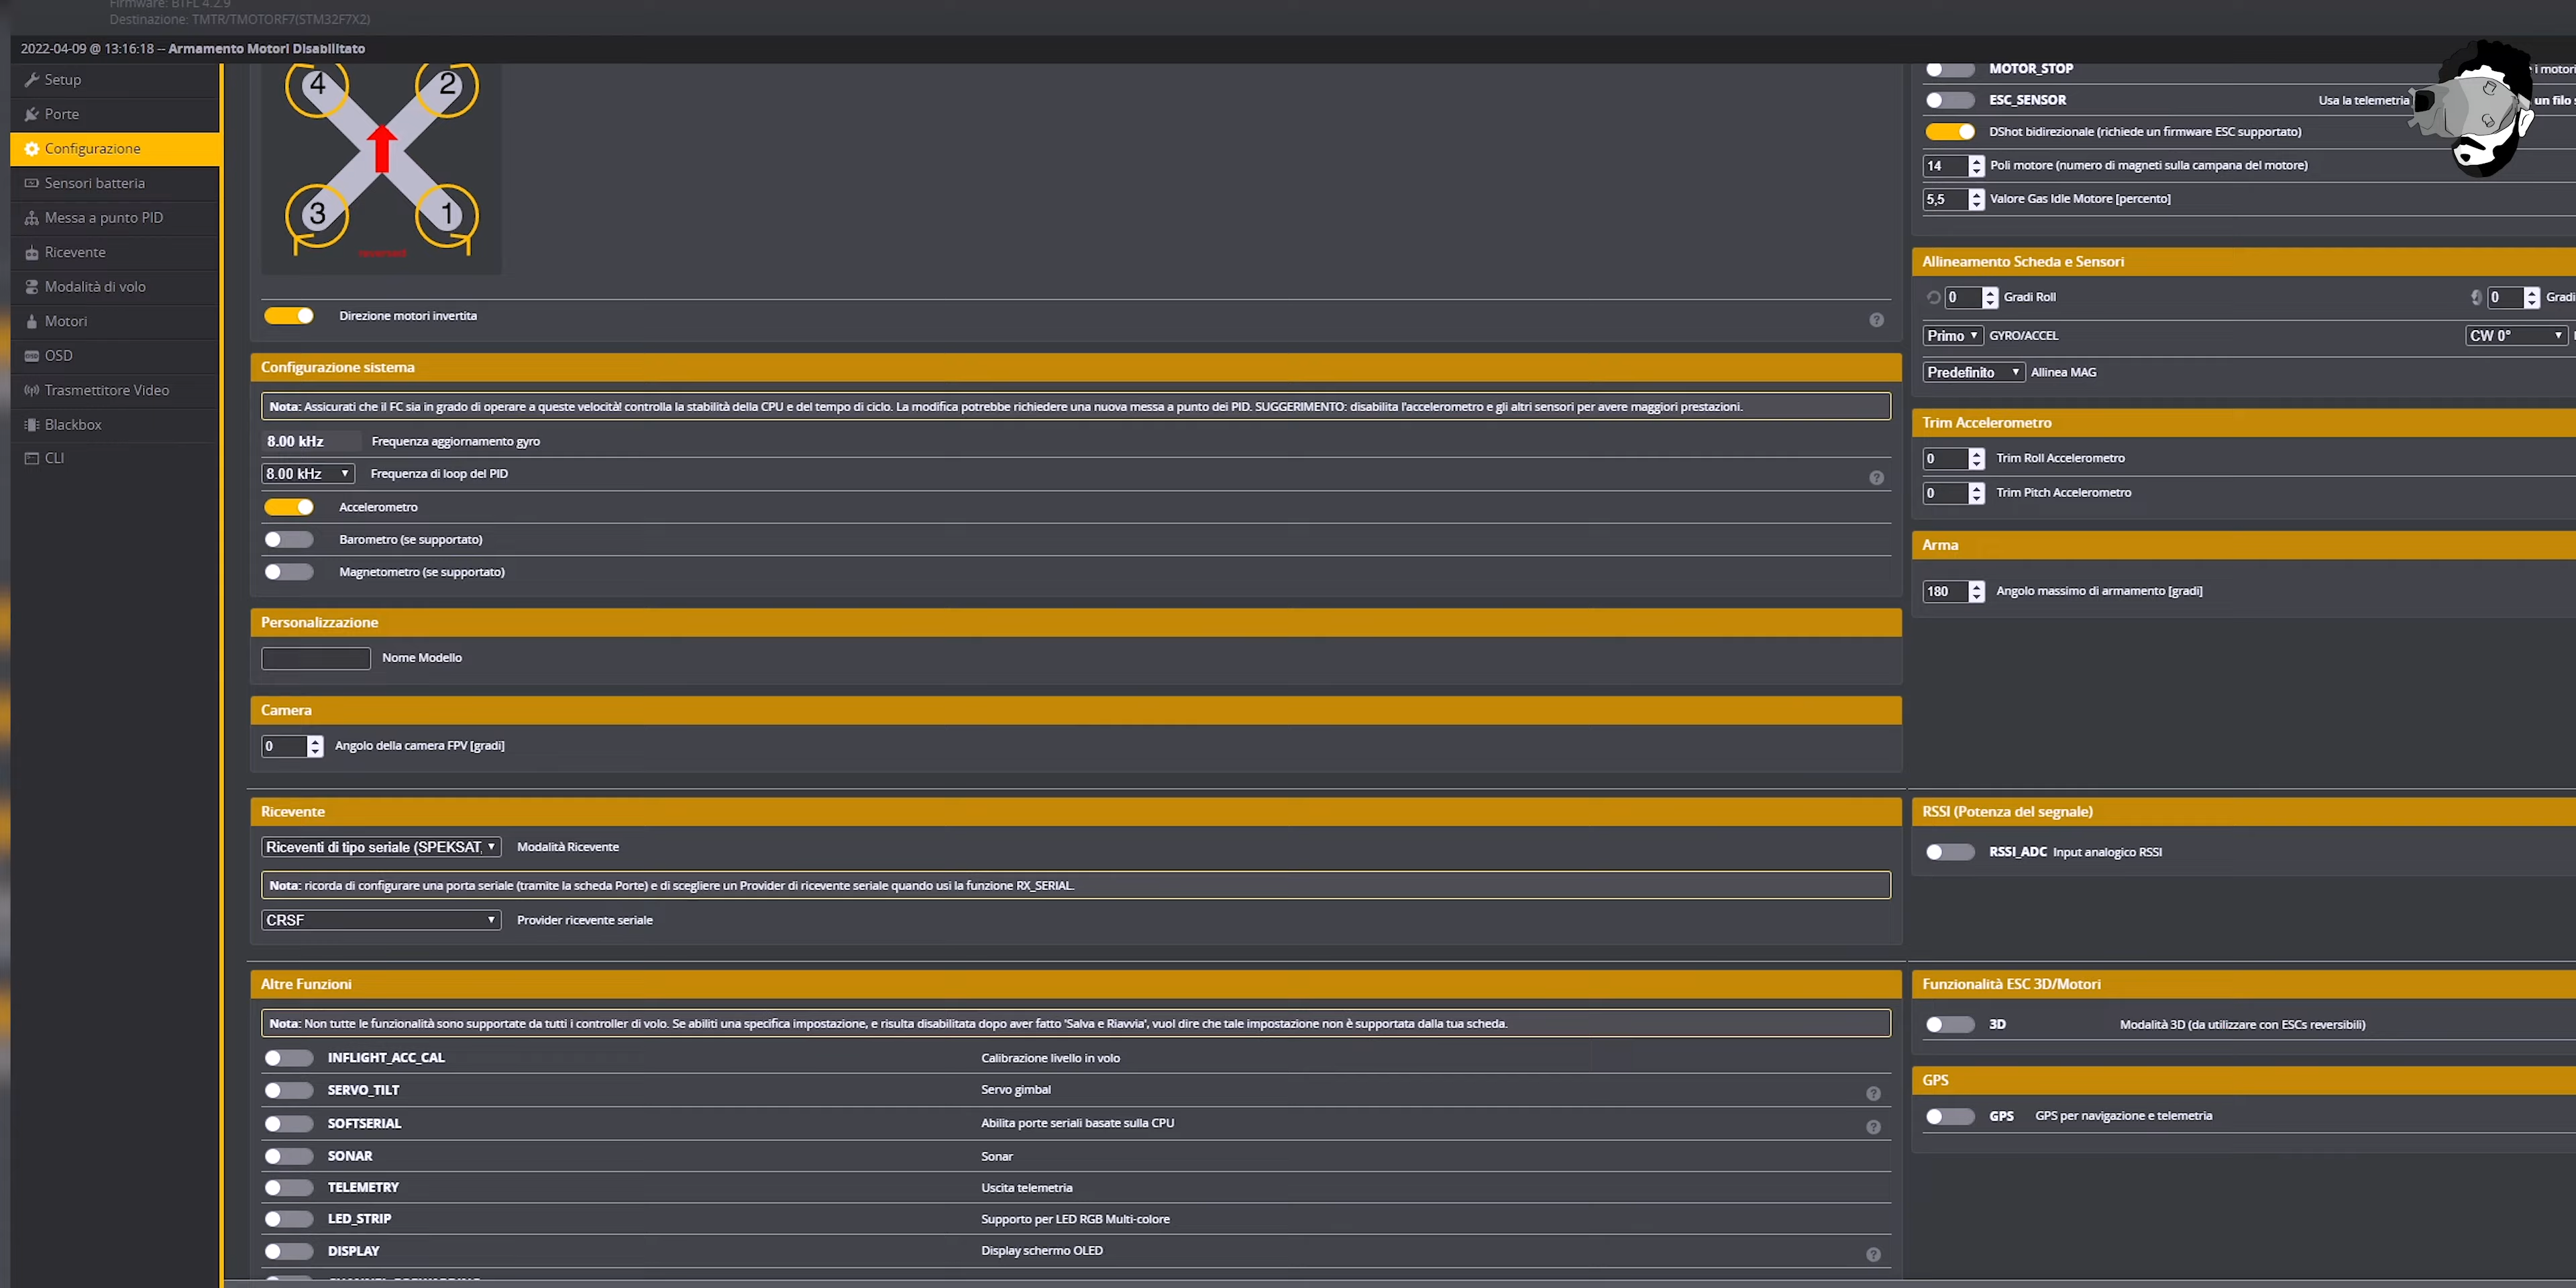 Firmware: BTFL 4.2.9
Destinazione: TMTR/TMOTORF7(STM32F7X2)
2022-04-09 @ 13:16:18 -- Armamento Motori Disabilitato
Setup
Porte
Configurazione
Sensori batteria
Messa a punto PID
Ricevente
Modalità di volo
Motori
OSD
Trasmettitore Video
Blackbox
CLI
4 2
3 1
reversed
Direzione motori invertita
Configurazione sistema
Nota: Assicurati che il FC sia in grado di operare a queste velocità! controlla la stabilità della CPU e del tempo di ciclo. La modifica potrebbe richiedere una nuova messa a punto dei PID. SUGGERIMENTO: disabilita l'accelerometro e gli altri sensori per avere maggiori prestazioni.
8.00 kHz Frequenza aggiornamento gyro
8.00 kHz Frequenza di loop del PID
Accelerometro
Barometro (se supportato)
Magnetometro (se supportato)
Personalizzazione
Nome Modello
Camera
0 Angolo della camera FPV [gradi]
Ricevente
Riceventi di tipo seriale (SPEKSAT, Modalità Ricevente
Nota: ricorda di configurare una porta seriale (tramite la scheda Porte) e di scegliere un Provider di ricevente seriale quando usi la funzione RX_SERIAL.
CRSF Provider ricevente seriale
Altre Funzioni
Nota: Non tutte le funzionalità sono supportate da tutti i controller di volo. Se abiliti una specifica impostazione, e risulta disabilitata dopo aver fatto 'Salva e Riavvia', vuol dire che tale impostazione non è supportata dalla tua scheda.
INFLIGHT_ACC_CAL Calibrazione livello in volo
SERVO_TILT Servo gimbal
SOFTSERIAL Abilita porte seriali basate sulla CPU
SONAR Sonar
TELEMETRY Uscita telemetria
LED_STRIP Supporto per LED RGB Multi-colore
DISPLAY Display schermo OLED
MOTOR_STOP i motori
ESC_SENSOR Usa la telemetria un filo
DShot bidirezionale (richiede un firmware ESC supportato)
14 Poli motore (numero di magneti sulla campana del motore)
5,5 Valore Gas Idle Motore [percento]
Allineamento Scheda e Sensori
0 Gradi Roll 0 Gradi
Primo GYRO/ACCEL CW 0°
Predefinito Allinea MAG
Trim Accelerometro
0 Trim Roll Accelerometro
0 Trim Pitch Accelerometro
Arma
180 Angolo massimo di armamento [gradi]
RSSI (Potenza del segnale)
RSSI_ADC Input analogico RSSI
Funzionalità ESC 3D/Motori
3D Modalità 3D (da utilizzare con ESCs reversibili)
GPS
GPS GPS per navigazione e telemetria